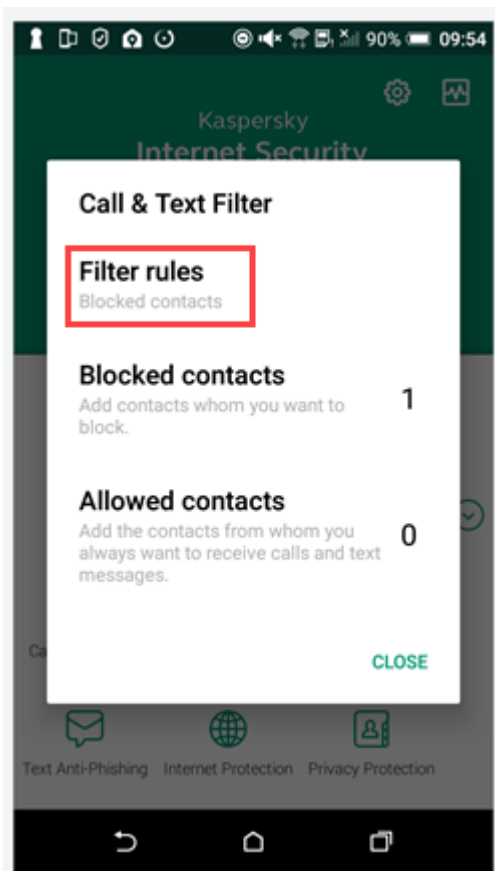 90% 09:54
Kaspersky
Internet Security
Call & Text Filter
Filter rules
Blocked contacts
Blocked contacts
Add contacts whom you want to
block.
1
Allowed contacts
Add the contacts from whom you
always want to receive calls and text
messages.
0
Ca
CLOSE
Text Anti-Phishing Internet Protection Privacy Protection